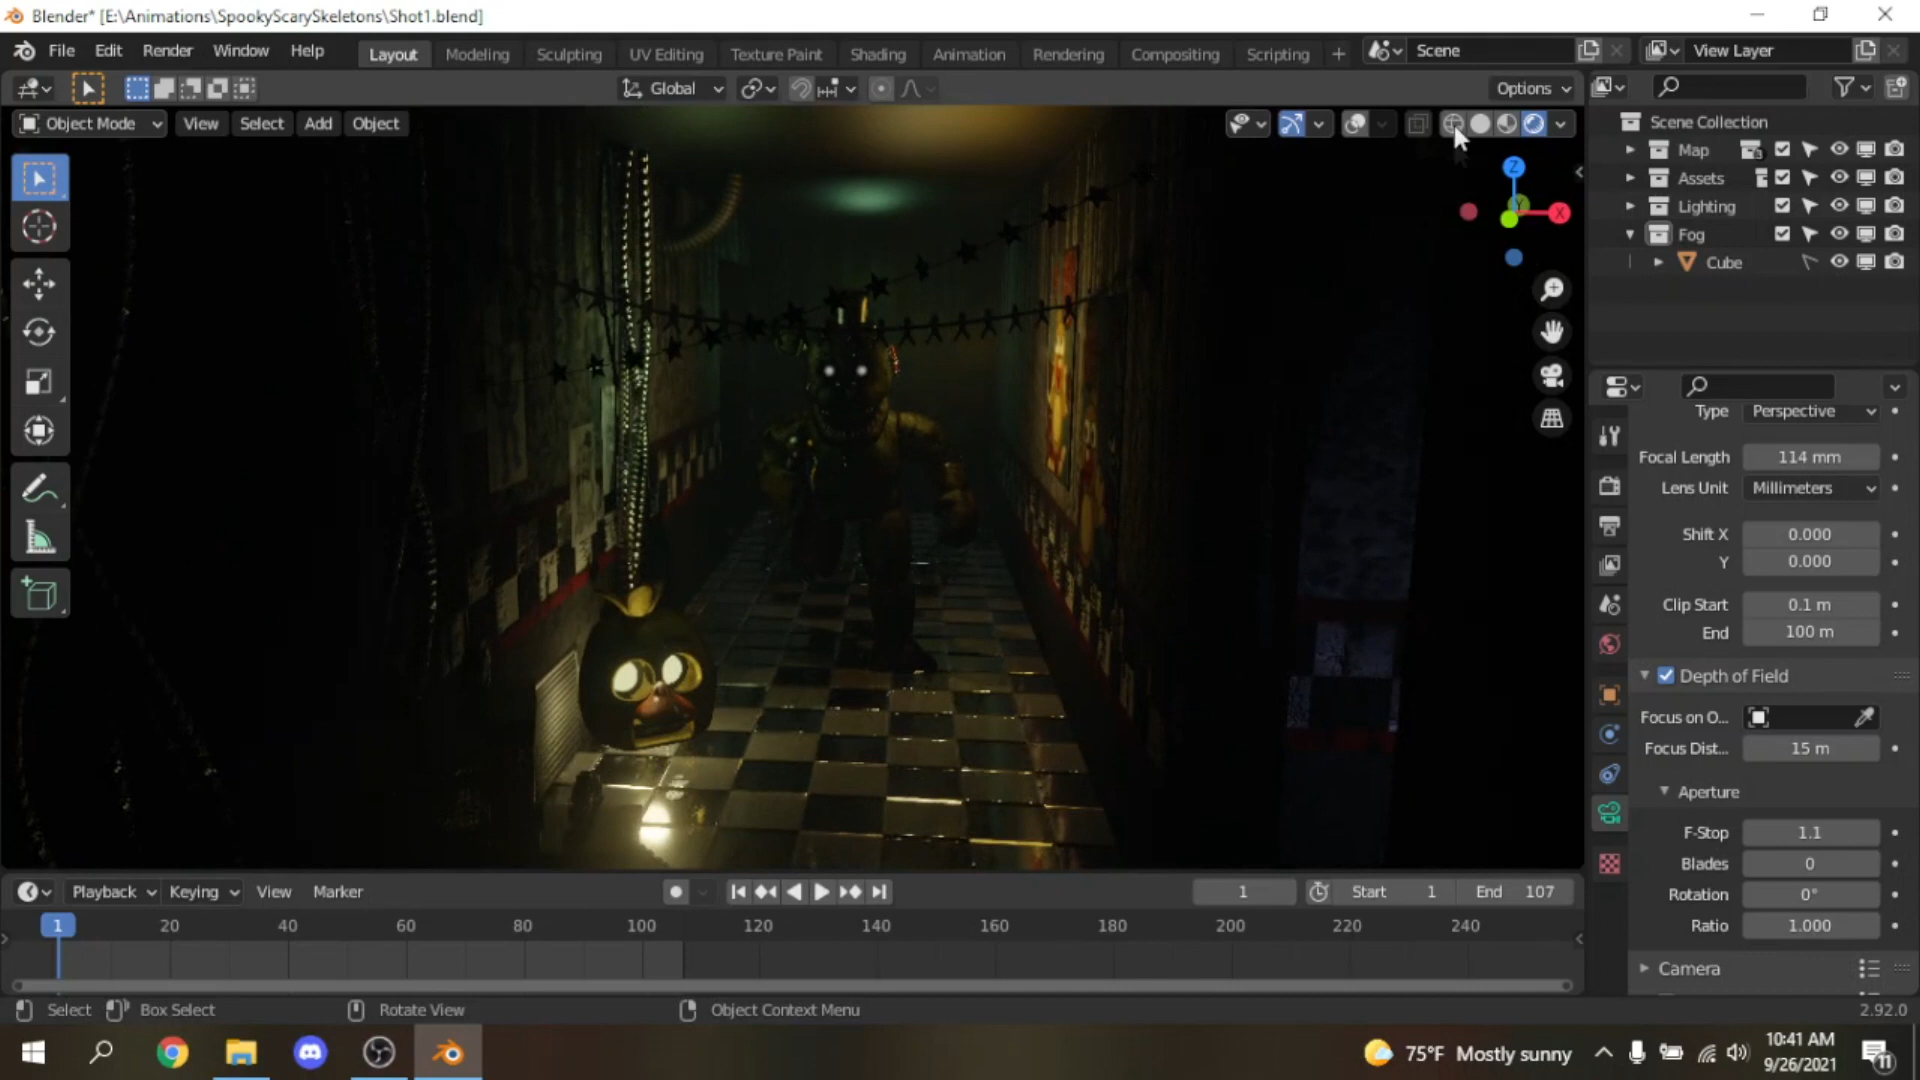 Blender* [E:\Animations\SpookyScarySkeletons\Shot1.blend]
File Edit Render Window Help Layout Modeling Sculpting UV Editing Texture Paint Shading Animation Rendering Compositing Scripting + Scene View Layer
Global Options
Object Mode View Select Add Object
Scene Collection
Map 3
Assets
Lighting
Fog
Cube
Z
Y
X
Type Perspective
Focal Length 114 mm
Lens Unit Millimeters
Shift X 0.000
Y 0.000
Clip Start 0.1 m
End 100 m
Depth of Field
Focus on O...
Focus Dist... 15 m
Aperture
F-Stop 1.1
Blades 0
Rotation 0°
Ratio 1.000
Camera
Playback Keying View Marker 1 Start 1 End 107
1 20 40 60 80 100 120 140 160 180 200 220 240
Select Box Select Rotate View Object Context Menu 2.92.0
75°F Mostly sunny 10:41 AM
9/26/2021
11